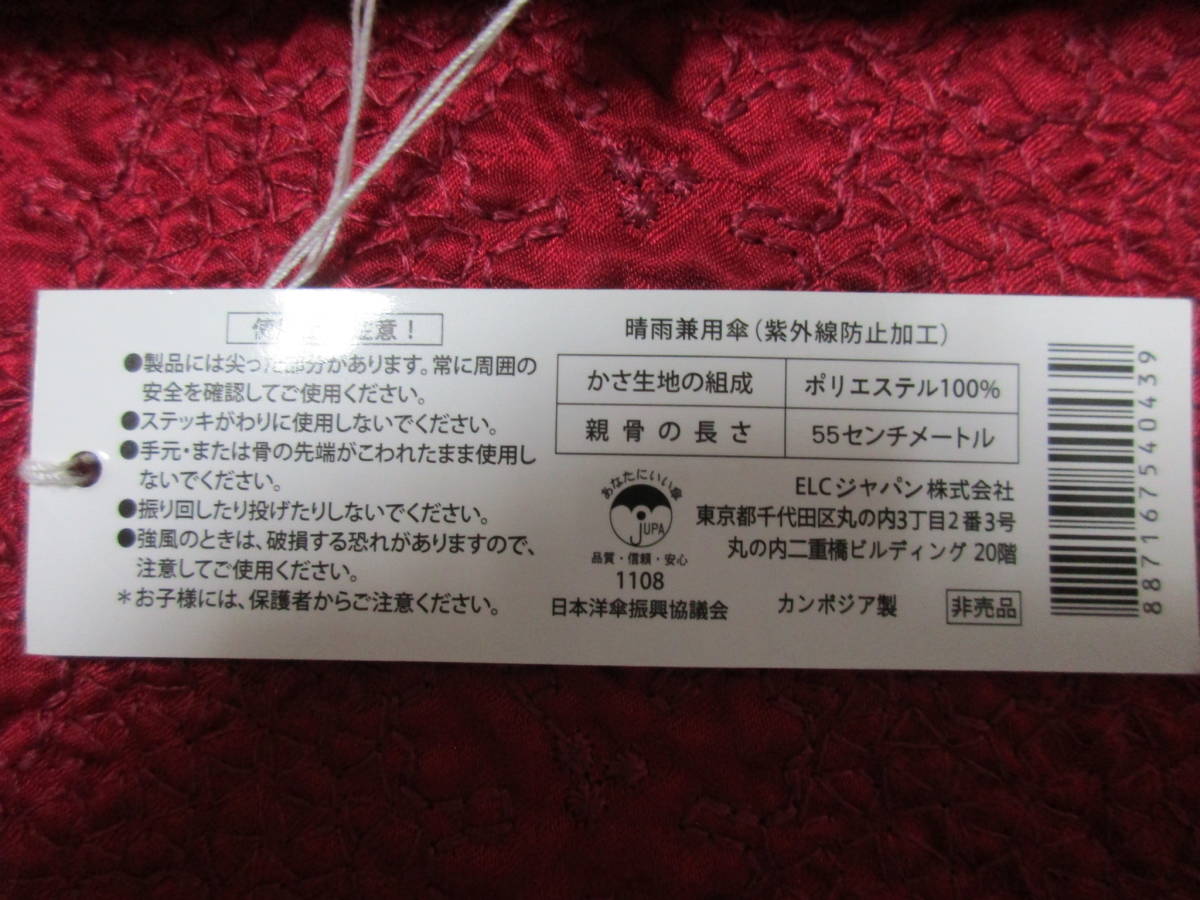 意！
●製品には尖った部分があります。常に周囲の
安全を確認してご使用ください。
●ステッキがわりに使用しないでください。
●手元・または骨の先端がこわれたまま使用し
ないでください。
●振り回したり投げたりしないでください。
●強風のときは、破損する恐れがありますので、
注意してご使用ください。
＊お子様には、保護者からご注意ください。
晴雨兼用傘（紫外線防止加工）
かさ生地の組成 ポリエステル100%
親骨の長さ 55センチメートル
あなたにいい傘
JUPA
品質・信頼・安心
1108
日本洋傘振興協議会
ELCジャパン株式会社
東京都千代田区丸の内3丁目2番3号
丸の内二重橋ビルディング 20階
カンボジア製 非売品
887167540439